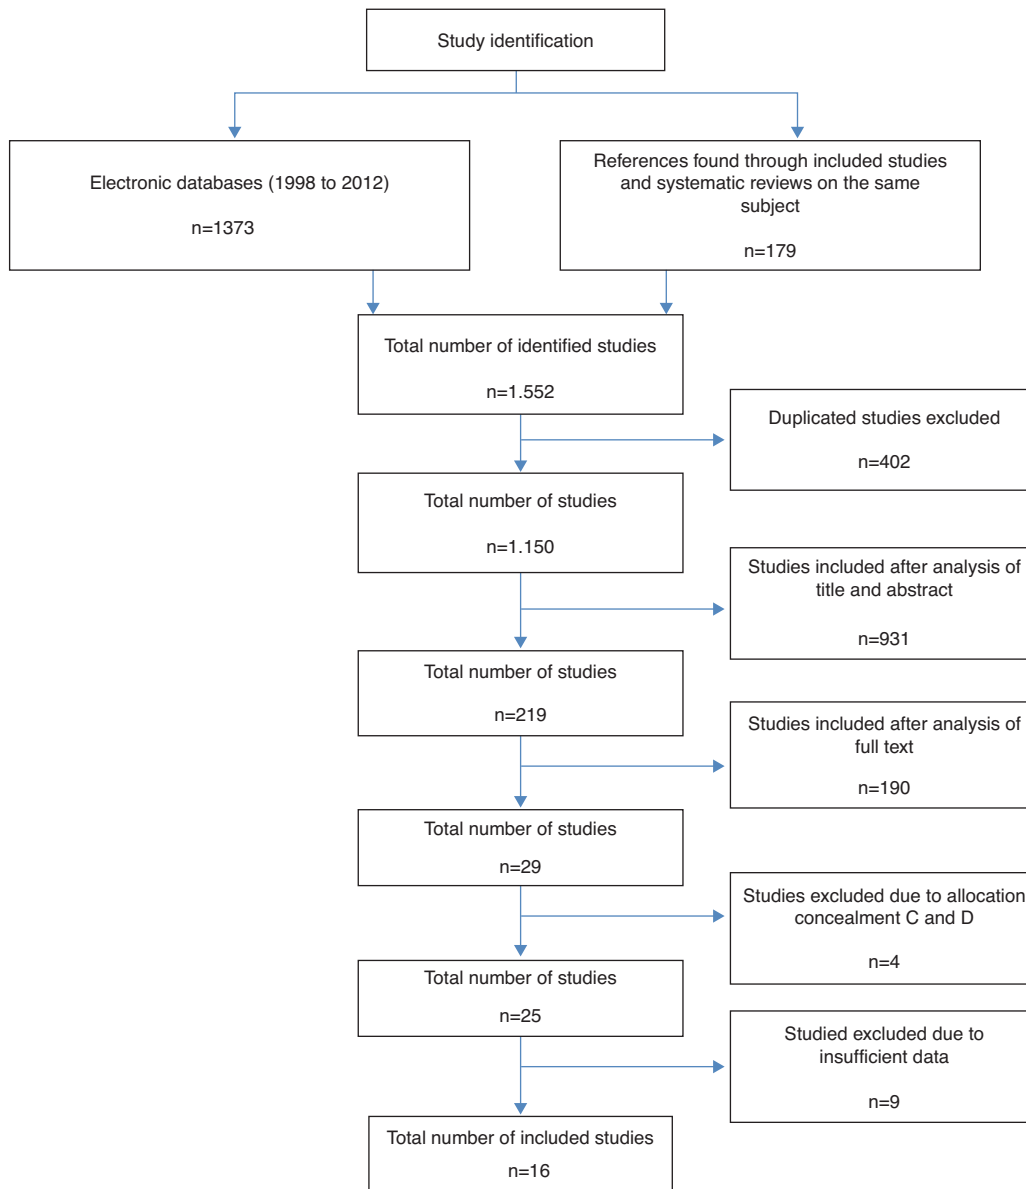 Study identification
Electronic databases (1998 to 2012)
n=1373
References found through included studies
and systematic reviews on the same
subject
n=179
Total number of identified studies
n=1.552
Duplicated studies excluded
n=402
Total number of studies
n=1.150
Studies included after analysis of
title and abstract
n=931
Total number of studies
n=219
Studies included after analysis of
full text
n=190
Total number of studies
n=29
Studies excluded due to allocation
concealment C and D
n=4
Total number of studies
n=25
Studied excluded due to
insufficient data
n=9
Total number of included studies
n=16